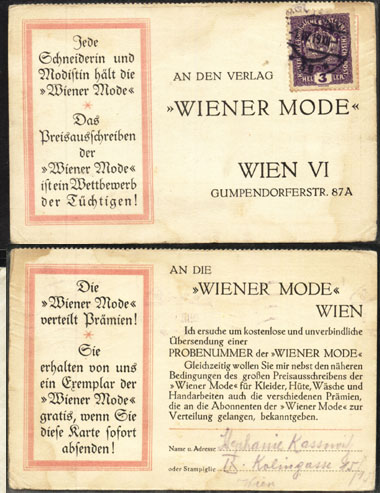 Jede
Schneiderin und
Modistin hält die
»Wiener Mode«
*
Das
Preisausschreiben
der
»Wiener Mode«
ist ein Wettbewerb
der Tüchtigen!
AN DEN VERLAG
»WIENER MODE«
WIEN VI
GUMPENDORFERSTR. 87A
3
Die
»Wiener Mode«
verteilt Prämien!
*
Sie
erhalten von uns
ein Exemplar der
»Wiener Mode«
gratis, wenn Sie
diese Karte sofort
absenden!
AN DIE
»WIENER MODE«
WIEN
Ich ersuche um kostenlose und unverbindliche
Übersendung einer
PROBENUMMER der »WIENER MODE«
Gleichzeitig wollen Sie mir nebst den näheren
Bedingungen des großen Preisausschreibens der
"Wiener Mode" für Kleider, Hüte, Wäsche und
Handarbeiten auch die verschiedenen Prämien,
die an die Abonnenten der "Wiener Mode" zur
Verteilung gelangen, bekanntgeben.
Name u. Adresse Stephanie
oder Stampiglie IX. Kolingasse
Wien